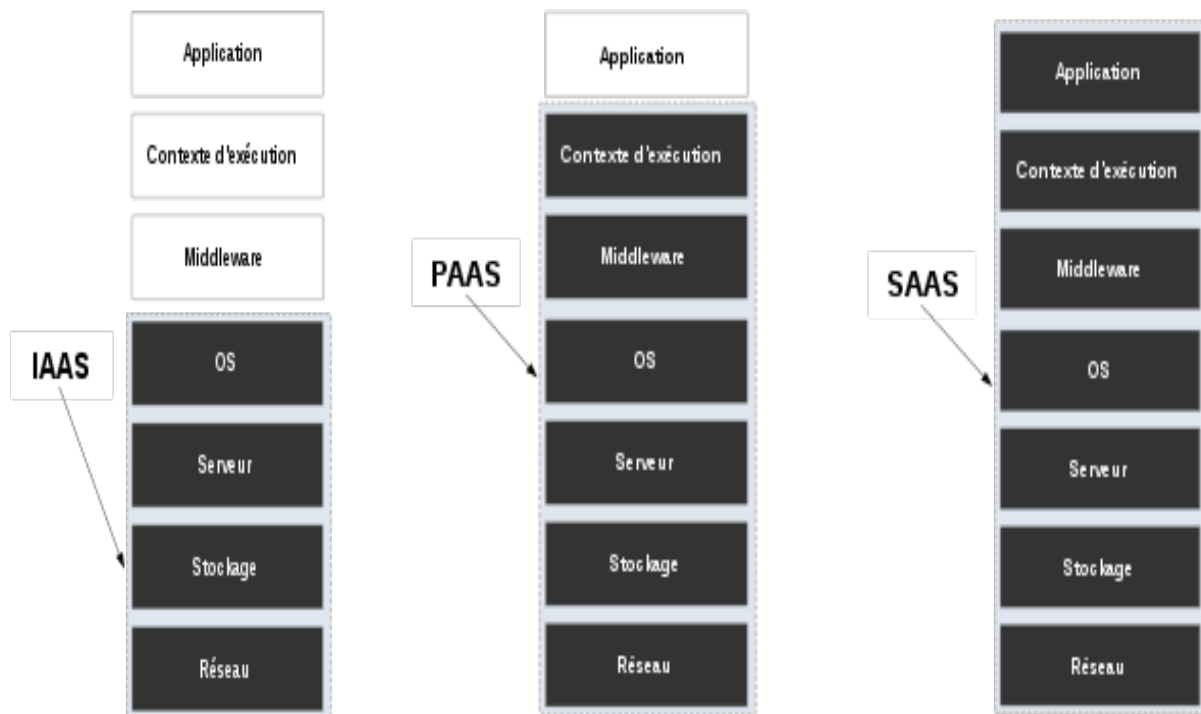 Application
Contexte d'exécution
Middleware
IAAS
OS
Serveur
Stockage
Réseau
Application
Contexte d'exécution
Middleware
PAAS
OS
Serveur
Stockage
Réseau
Application
Contexte d'exécution
Middleware
SAAS
OS
Serveur
Stockage
Réseau